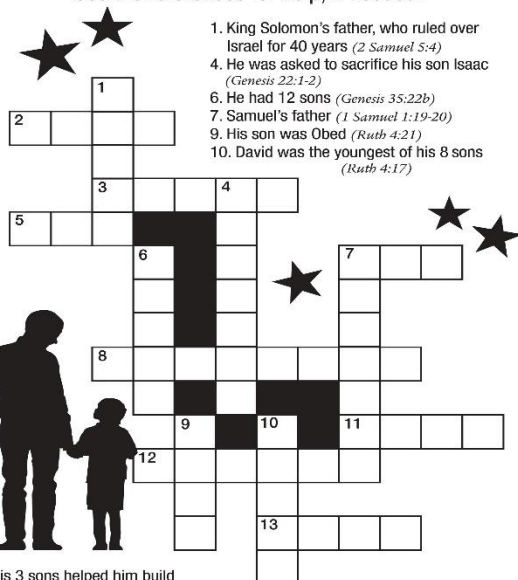 1. King Solomon's father, who ruled over
Israel for 40 years (2 Samuel 5:4)
4. He was asked to sacrifice his son Isaac
(Genesis 22:1-2)
6. He had 12 sons (Genesis 35:22b)
7. Samuel's father (1 Samuel 1:19-20)
9. His son was Obed (Ruth 4:21)
10. David was the youngest of his 8 sons
(Ruth 4:17)
1
2
3 4
5
6 7
8
9 10 11
12
13
is 3 sons helped him build